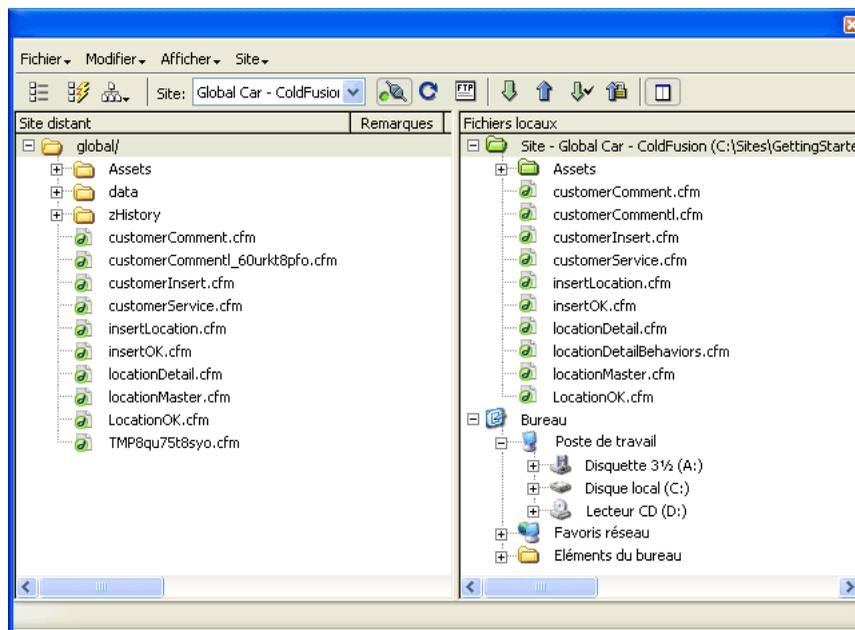 Fichier Modifier Afficher Site
Site: Global Car - ColdFusion FTP
Site distant Remarques
global/
Assets
data
zHistory
customerComment.cfm
customerCommentl_60urkt8pfo.cfm
customerInsert.cfm
customerService.cfm
insertLocation.cfm
insertOK.cfm
locationDetail.cfm
locationMaster.cfm
LocationOK.cfm
TMP8qu75t8syo.cfm
Fichiers locaux
Site - Global Car - ColdFusion (C:\Sites\GettingStarte
Assets
customerComment.cfm
customerCommentl.cfm
customerInsert.cfm
customerService.cfm
insertLocation.cfm
insertOK.cfm
locationDetail.cfm
locationDetailBehaviors.cfm
locationMaster.cfm
LocationOK.cfm
Bureau
Poste de travail
Disquette 3½ (A:)
Disque local (C:)
Lecteur CD (D:)
Favoris réseau
Eléments du bureau